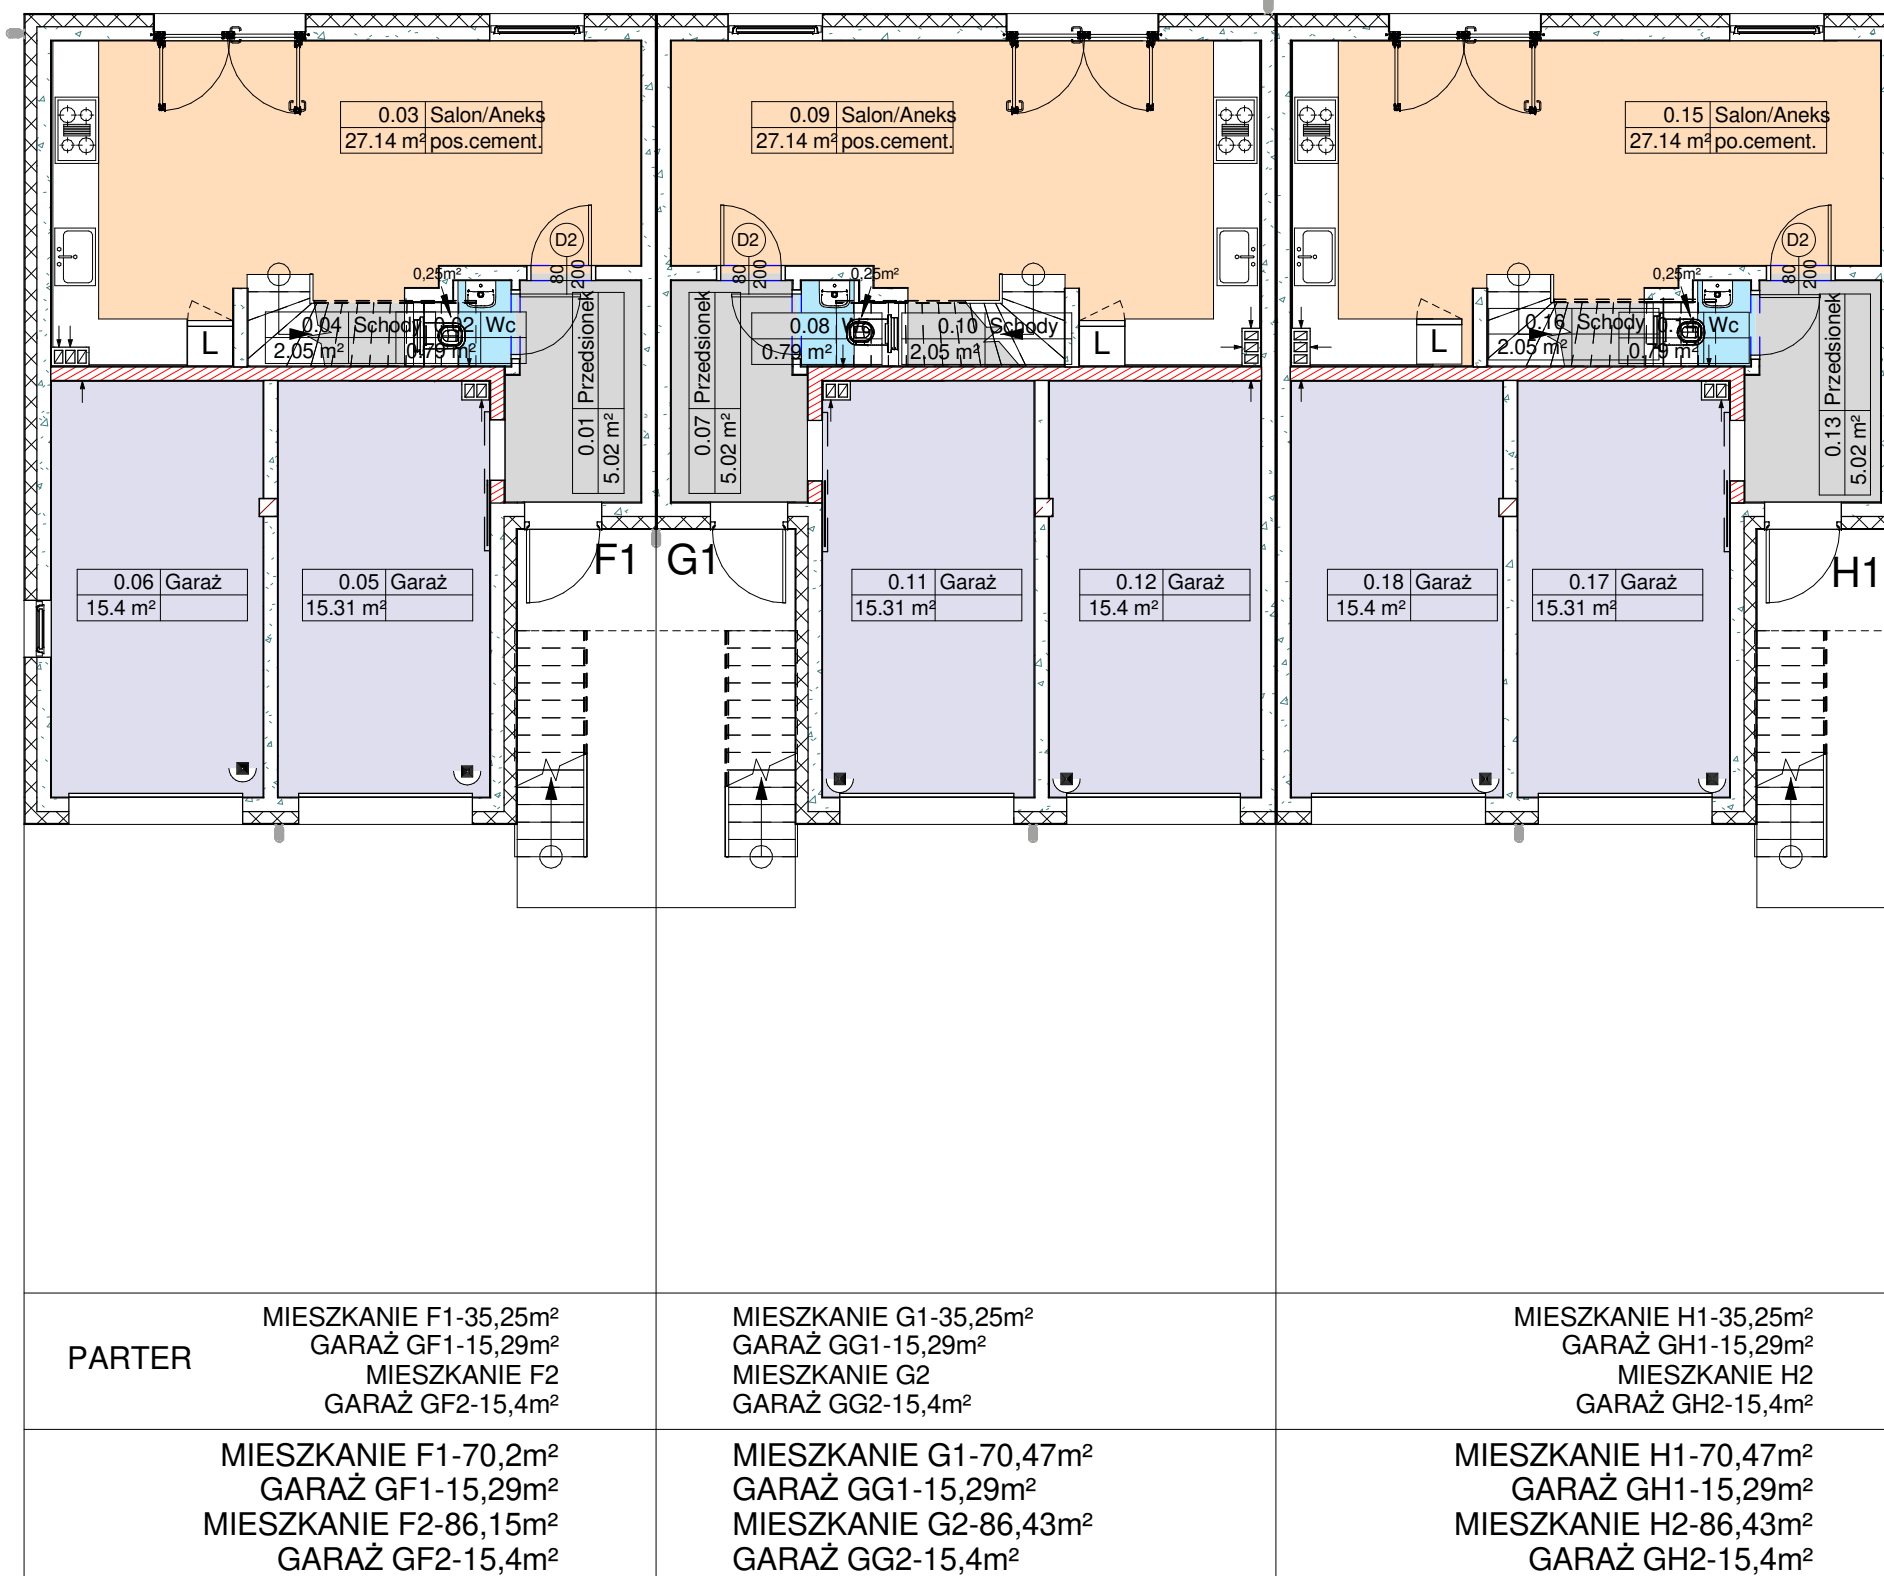 0.03 Salon/Aneks
27.14 m² pos.cement.
0.09 Salon/Aneks
27.14 m² pos.cement.
0.15 Salon/Aneks
27.14 m² po.cement.
D2
80
200
D2
80
200
D2
80
200
0,25m²
0,25m²
0,25m²
0.04 Schody
2.05 m²
0.02 Wc
0.79 m²
0.08
0.79 m²
0.10 Schody
2.05 m²
0.16 Schody
2.05 m²
Wc
0.79 m²
L
L
L
0.01 Przedsionek
5.02 m²
0.07 Przedsionek
5.02 m²
0.13 Przedsionek
5.02 m²
F1 G1
H1
0.06 Garaż
15.4 m²
0.05 Garaż
15.31 m²
0.11 Garaż
15.31 m²
0.12 Garaż
15.4 m²
0.18 Garaż
15.4 m²
0.17 Garaż
15.31 m²
PARTER
MIESZKANIE F1-35,25m²
GARAŻ GF1-15,29m²
MIESZKANIE F2
GARAŻ GF2-15,4m²
MIESZKANIE G1-35,25m²
GARAŻ GG1-15,29m²
MIESZKANIE G2
GARAŻ GG2-15,4m²
MIESZKANIE H1-35,25m²
GARAŻ GH1-15,29m²
MIESZKANIE H2
GARAŻ GH2-15,4m²
MIESZKANIE F1-70,2m²
GARAŻ GF1-15,29m²
MIESZKANIE F2-86,15m²
GARAŻ GF2-15,4m²
MIESZKANIE G1-70,47m²
GARAŻ GG1-15,29m²
MIESZKANIE G2-86,43m²
GARAŻ GG2-15,4m²
MIESZKANIE H1-70,47m²
GARAŻ GH1-15,29m²
MIESZKANIE H2-86,43m²
GARAŻ GH2-15,4m²